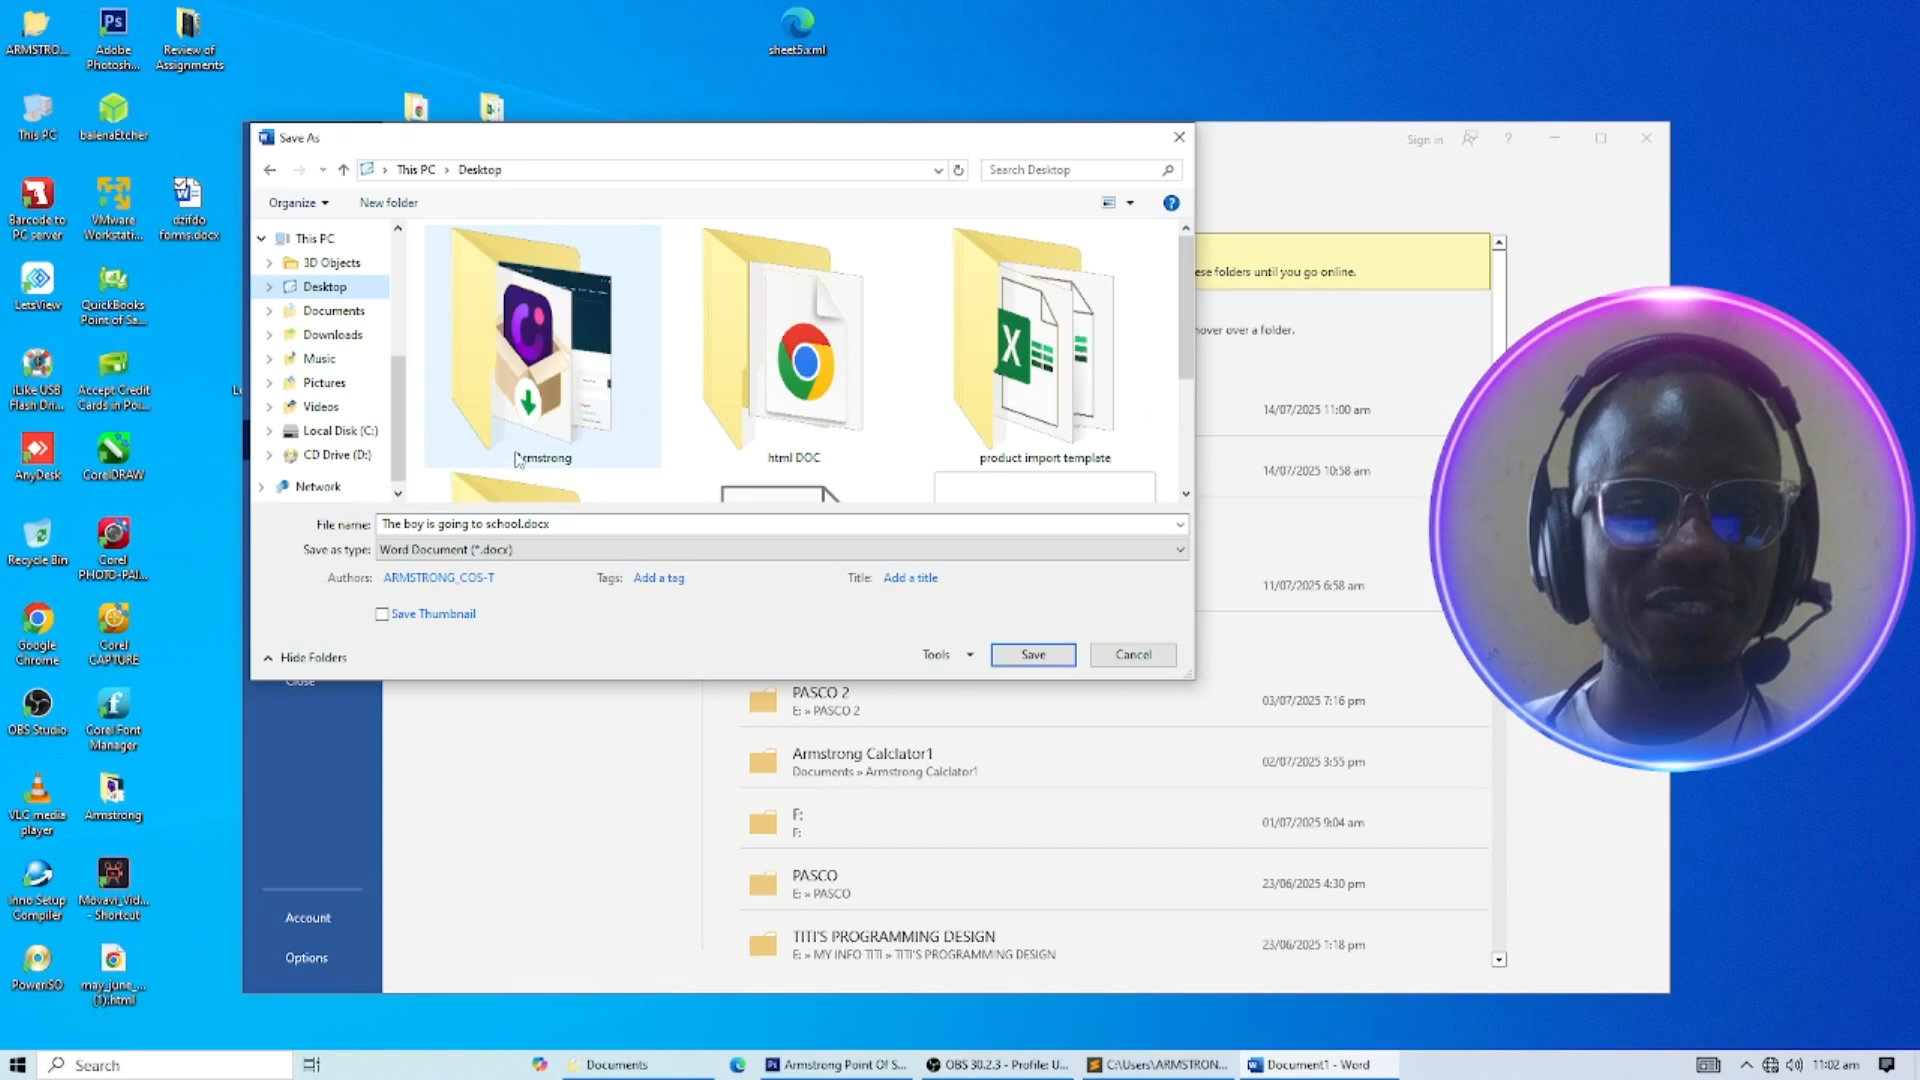 ARMSTRO...
Adobe
Photosh...
Review of
Assignments
sheet5.xml
This PC
balenaEtcher
Barcode to
PC server
VMware
Workstati...
dzifdo
forms.docx
LetsView
QuickBooks
Point of Sa...
iLike USB
Flash Dri...
Accept Credit
Cards in Poi...
AnyDesk
CorelDRAW
Recycle Bin
Corel
PHOTO-PAI...
Google
Chrome
Corel
CAPTURE
OBS Studio
Corel Font
Manager
VLC media
player
Armstrong
Inno Setup
Compiler
Movavi_Vid...
- Shortcut
PowerISO
may_june_...
(1).html
Save As
This PC
Desktop
Search Desktop
Organize
New folder
This PC
3D Objects
Desktop
Documents
Downloads
Music
Pictures
Videos
Local Disk (C:)
CD Drive (D:)
Network
html DOC
product import template
File name: The boy is going to school.docx
Save as type: Word Document (*.docx)
Authors: ARMSTRONG_COS-T
Tags: Add a tag
Title: Add a title
Save Thumbnail
Hide Folders
Tools
Save
Cancel
Sign in
?
ese folders until you go online.
hover over a folder.
14/07/2025 11:00 am
14/07/2025 10:58 am
11/07/2025 6:58 am
Close
PASCO 2
E: » PASCO 2
03/07/2025 7:16 pm
Armstrong Calclator1
Documents » Armstrong Calclator1
02/07/2025 3:55 pm
F:
F:
01/07/2025 9:04 am
PASCO
E: » PASCO
23/06/2025 4:30 pm
TITI'S PROGRAMMING DESIGN
E: » MY INFO TITI » TITI'S PROGRAMMING DESIGN
23/06/2025 1:18 pm
Account
Options
Search
Documents
Armstrong Point Of S...
OBS 30.2.3 - Profile: U...
C:\Users\ARMSTRON...
Document1 - Word
11:02 am